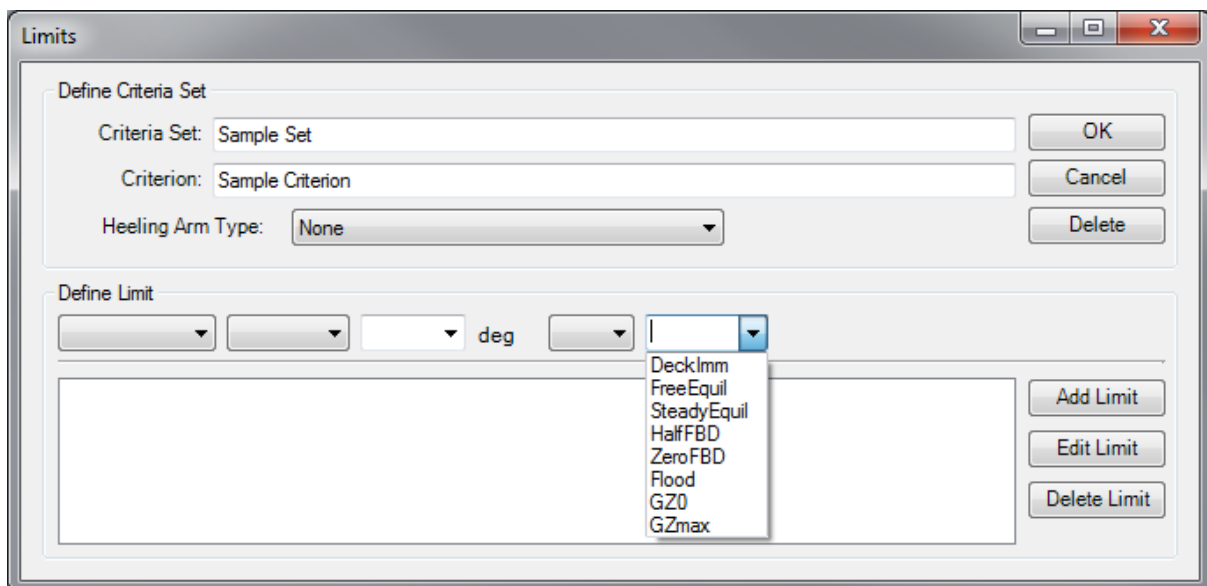 Limits
Define Criteria Set
Criteria Set: Sample Set
OK
Criterion: Sample Criterion
Cancel
Heeling Arm Type: None
Delete
Define Limit
deg
DeckImm
FreeEquil
SteadyEquil
HalfFBD
ZeroFBD
Flood
GZ0
GZmax
Add Limit
Edit Limit
Delete Limit